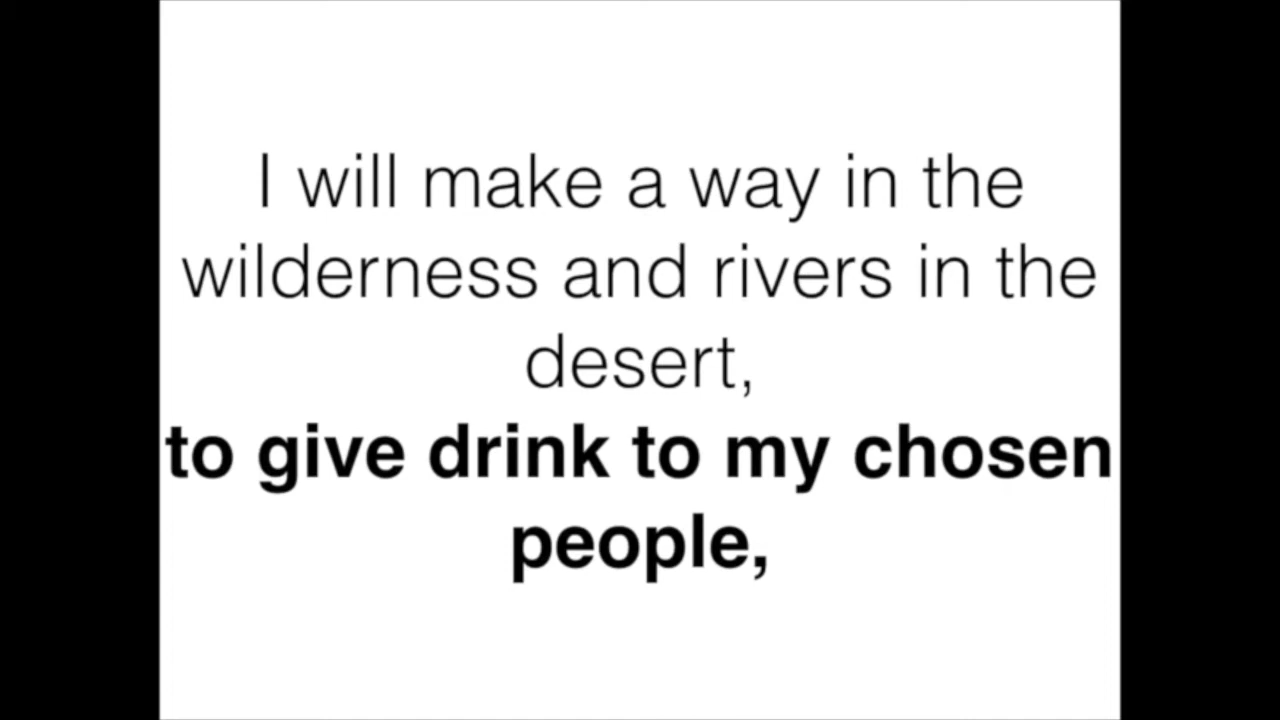 I will make a way in the
wilderness and rivers in the
desert,
to give drink to my chosen
people,